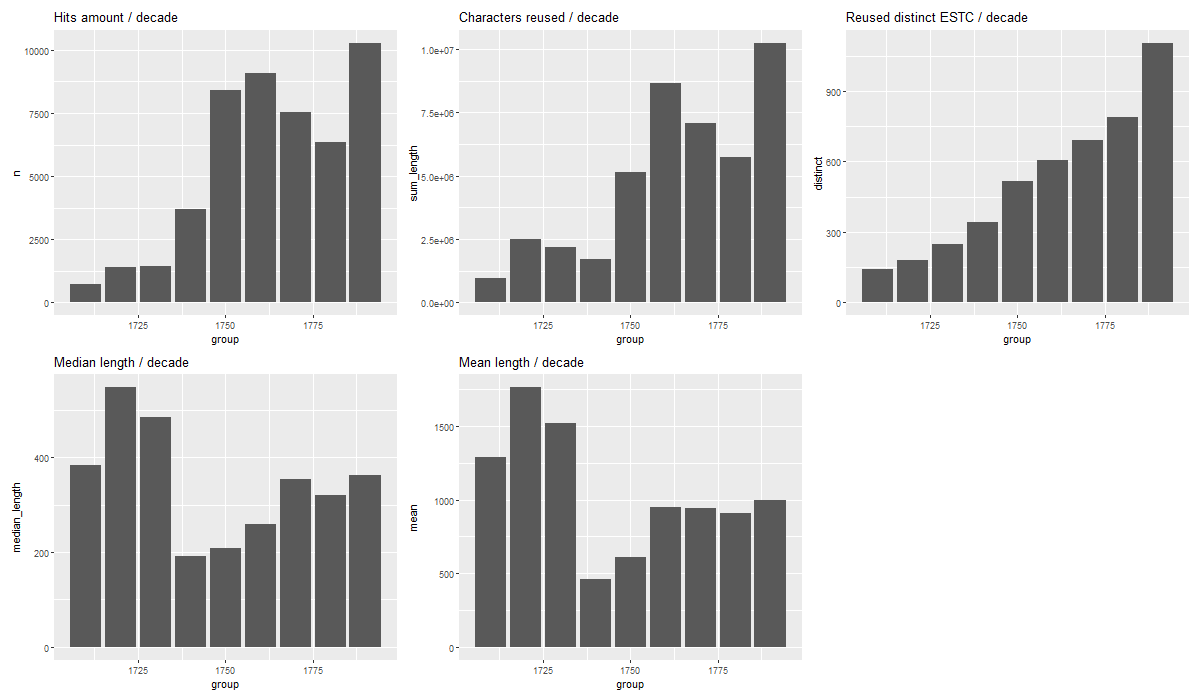 Hits amount / decade
n
10000
7500
5000
2500
0
1725 1750 1775
group
Characters reused / decade
sum_length
1.0e+07
7.5e+06
5.0e+06
2.5e+06
0.0e+00
1725 1750 1775
group
Reused distinct ESTC / decade
distinct
900
600
300
0
1725 1750 1775
group
Median length / decade
median_length
400
200
0
1725 1750 1775
group
Mean length / decade
mean
1500
1000
500
0
1725 1750 1775
group